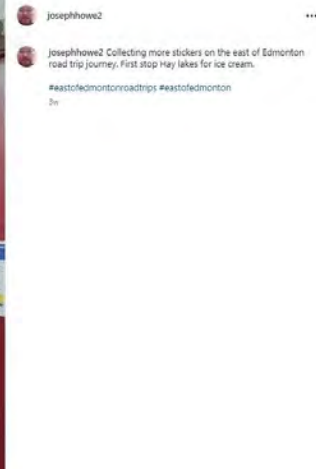 josephhowe2
josephhowe2 Collecting more stickers on the east of Edmonton
road trip journey. First stop Hay lakes for ice cream.
#eastofedmontonroadtrips #eastofedmonton